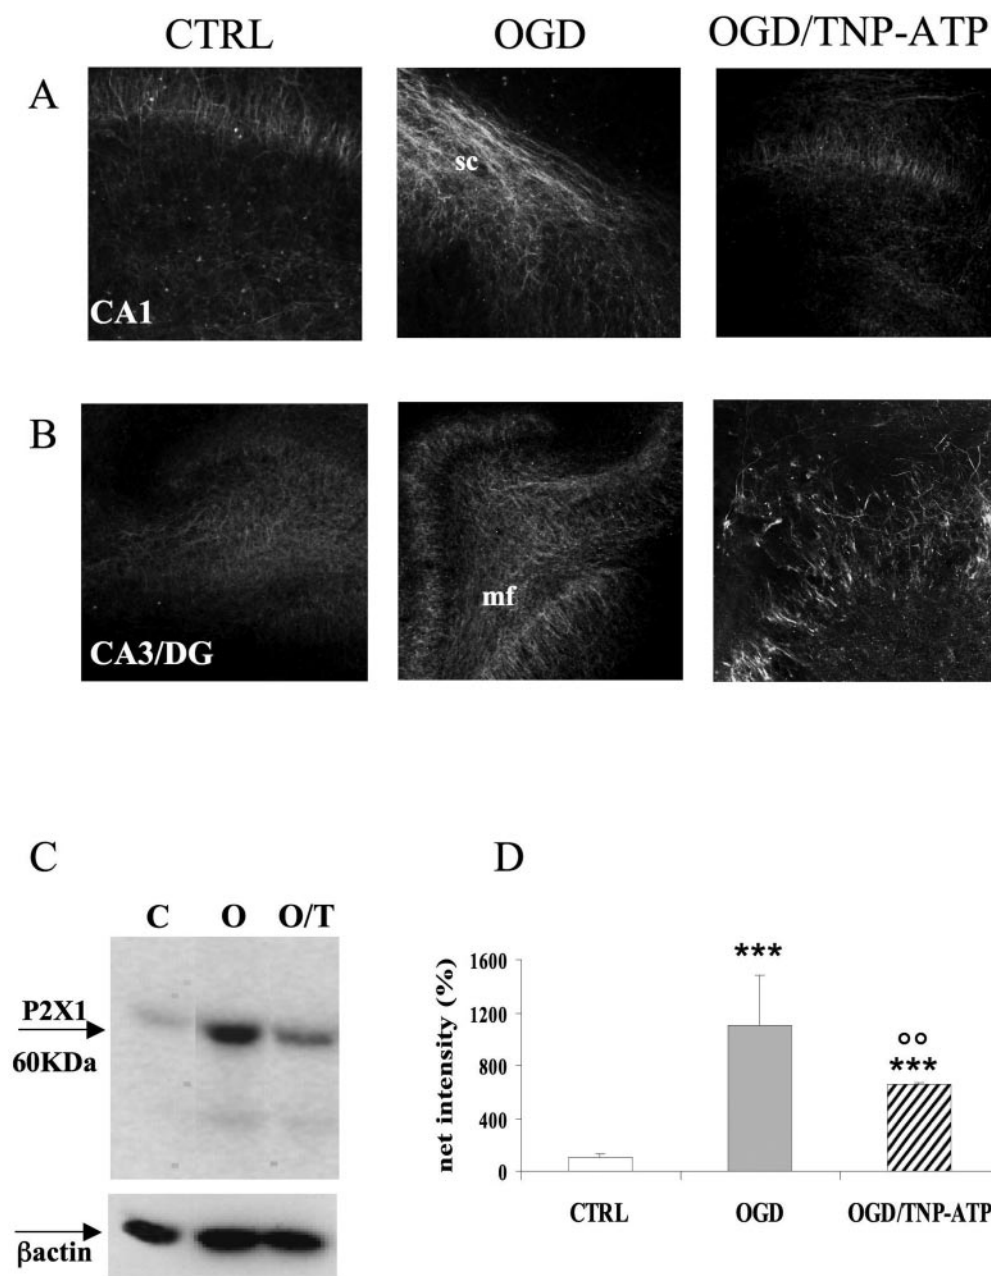 CTRL OGD OGD/TNP-ATP
A
sc
CA1
B
mf
CA3/DG
C D
C O O/T
P2X1
60KDa
βactin
net intensity (%)
1600
1200
800
400
0
***
°°
***
CTRL OGD OGD/TNP-ATP